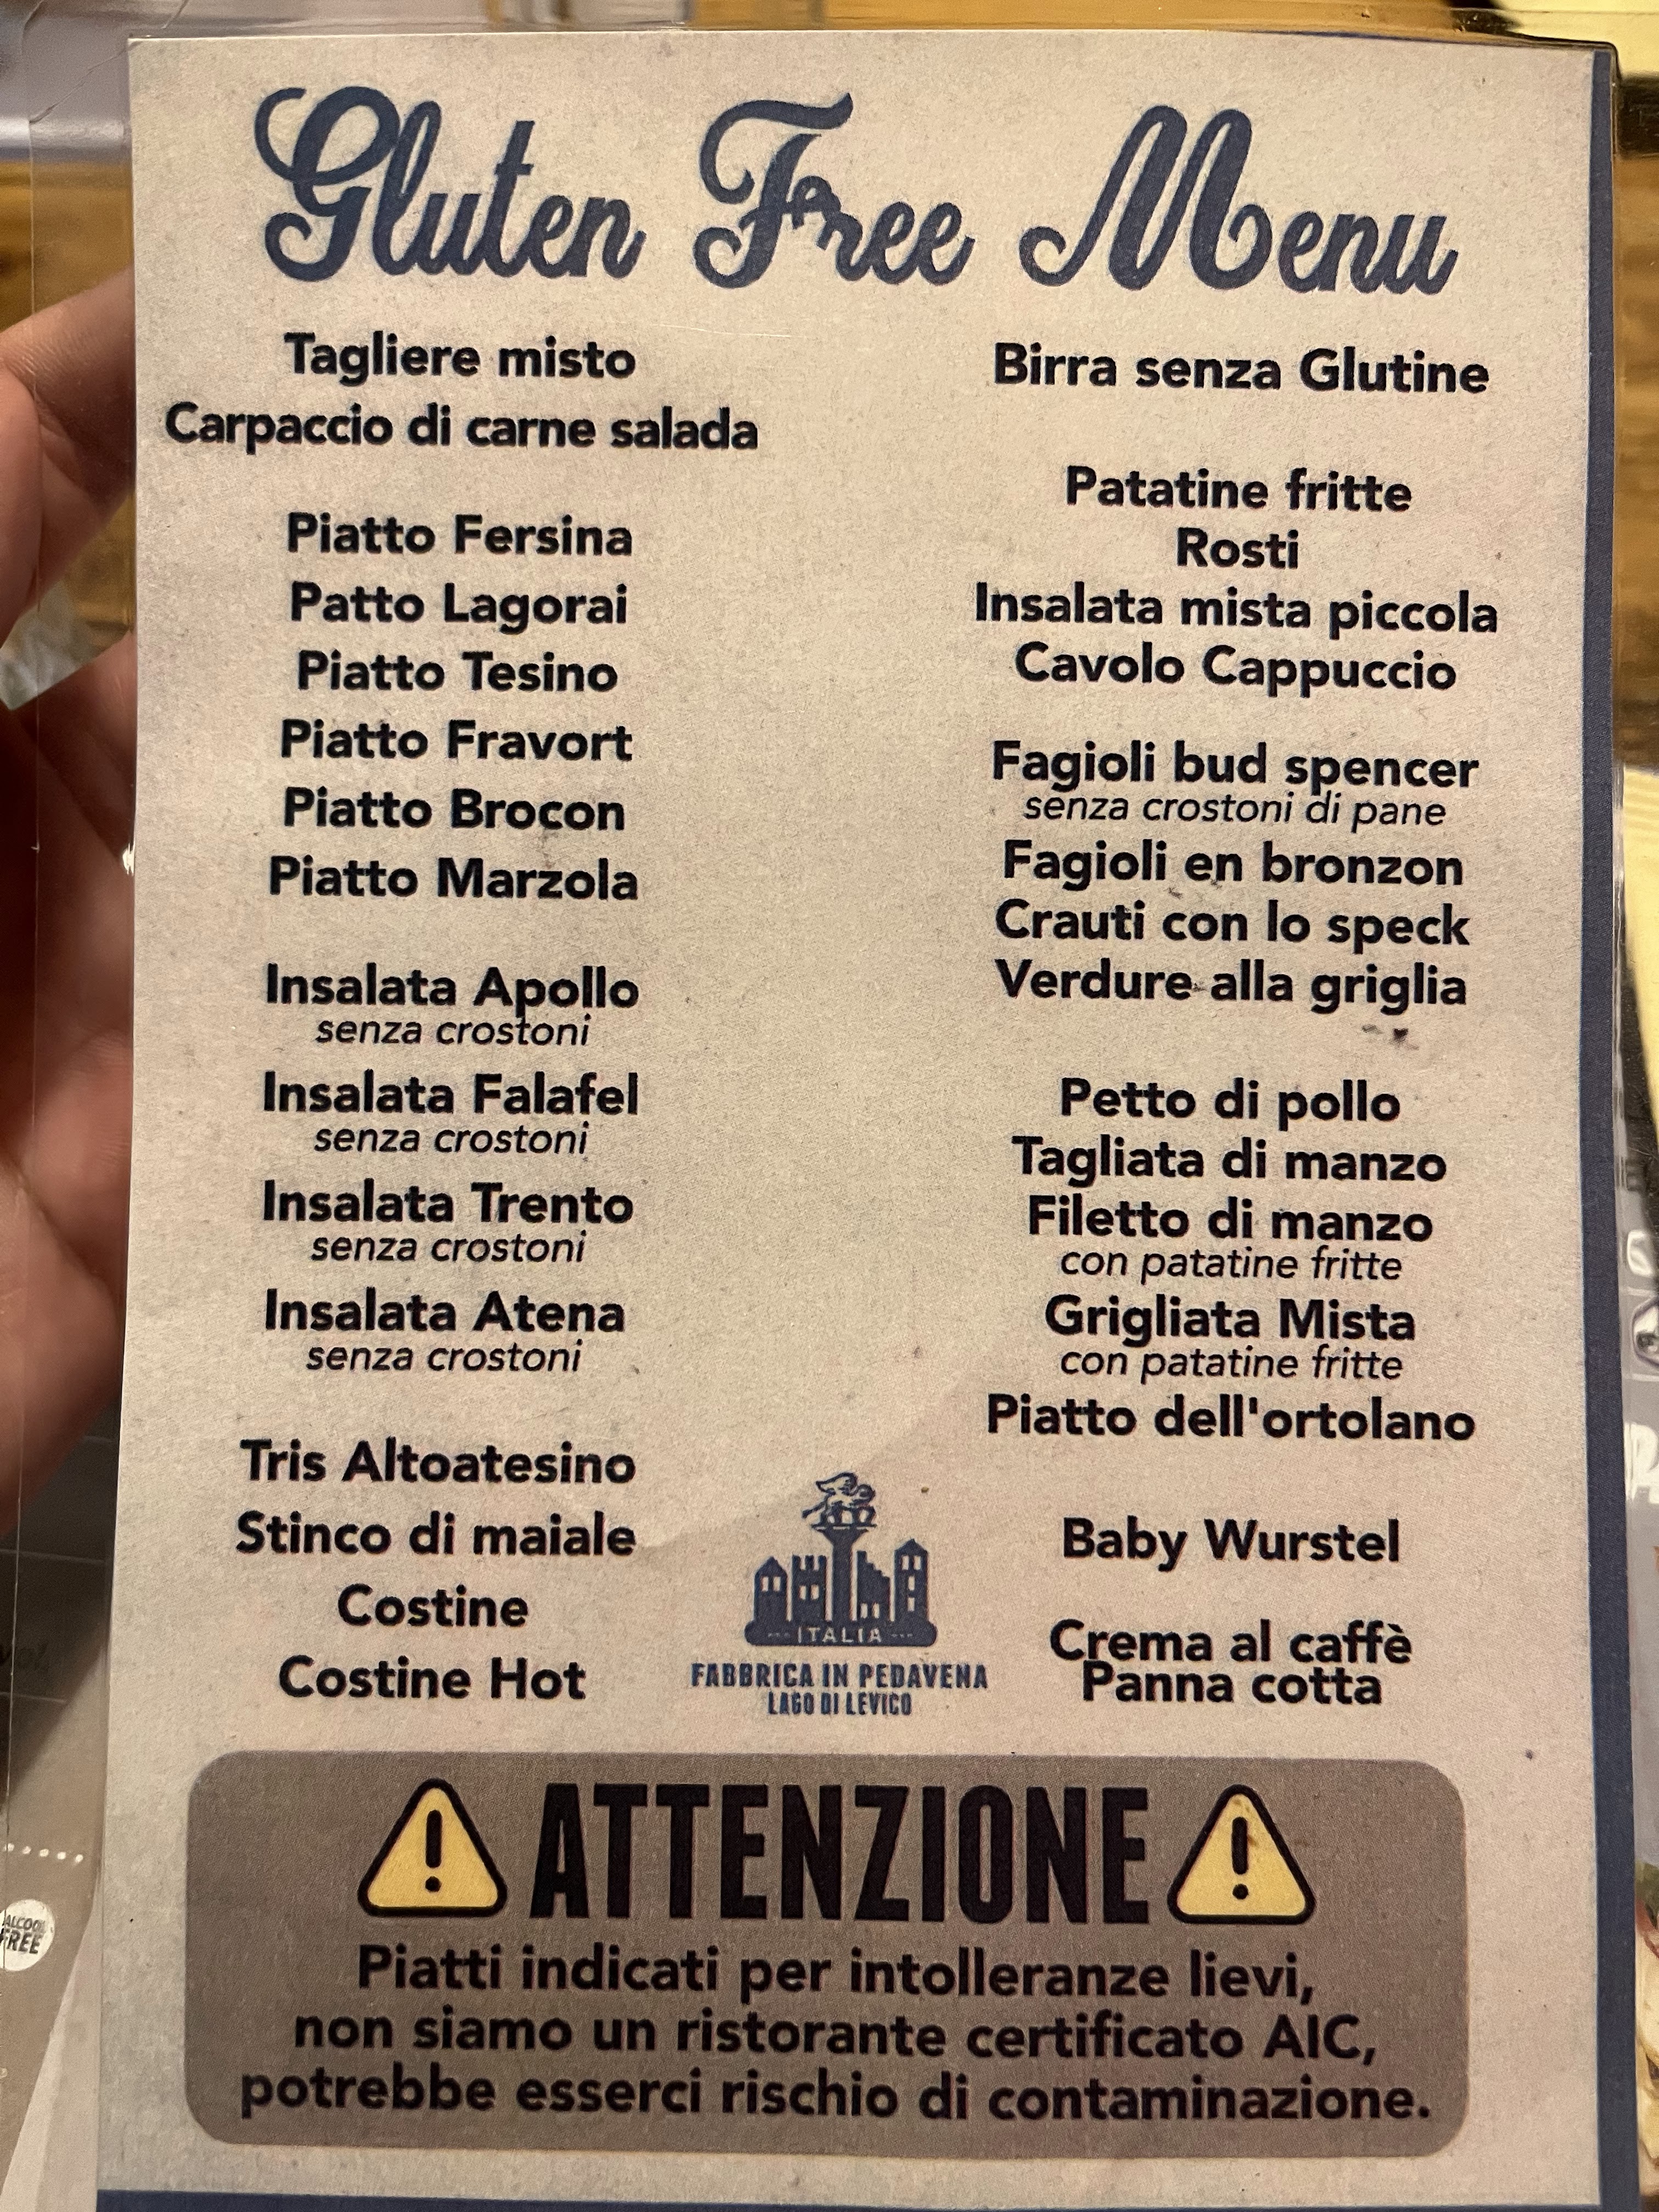 Gluten Free Menu
Tagliere misto
Carpaccio di carne salada
Piatto Fersina
Patto Lagorai
Piatto Tesino
Piatto Fravort
Piatto Brocon
Piatto Marzola
Insalata Apollo
senza crostoni
Insalata Falafel
senza crostoni
Insalata Trento
senza crostoni
Insalata Atena
senza crostoni
Tris Altoatesino
Stinco di maiale
Costine
Costine Hot
Birra senza Glutine
Patatine fritte
Rosti
Insalata mista piccola
Cavolo Cappuccio
Fagioli bud spencer
senza crostoni di pane
Fagioli en bronzon
Crauti con lo speck
Verdure alla griglia
Petto di pollo
Tagliata di manzo
Filetto di manzo
con patatine fritte
Grigliata Mista
con patatine fritte
Piatto dell'ortolano
Baby Wurstel
Crema al caffè
Panna cotta
ITALIA
FABBRICA IN PEDAVENA
LAGO DI LEVICO
ATTENZIONE
Piatti indicati per intolleranze lievi,
non siamo un ristorante certificato AIC,
potrebbe esserci rischio di contaminazione.
ALCOOL
FREE